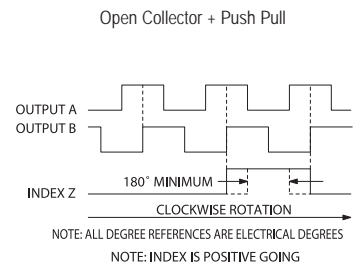 Open Collector + Push Pull
OUTPUT A
OUTPUT B
180° MINIMUM
INDEX Z
CLOCKWISE ROTATION
NOTE: ALL DEGREE REFERENCES ARE ELECTRICAL DEGREES
NOTE: INDEX IS POSITIVE GOING